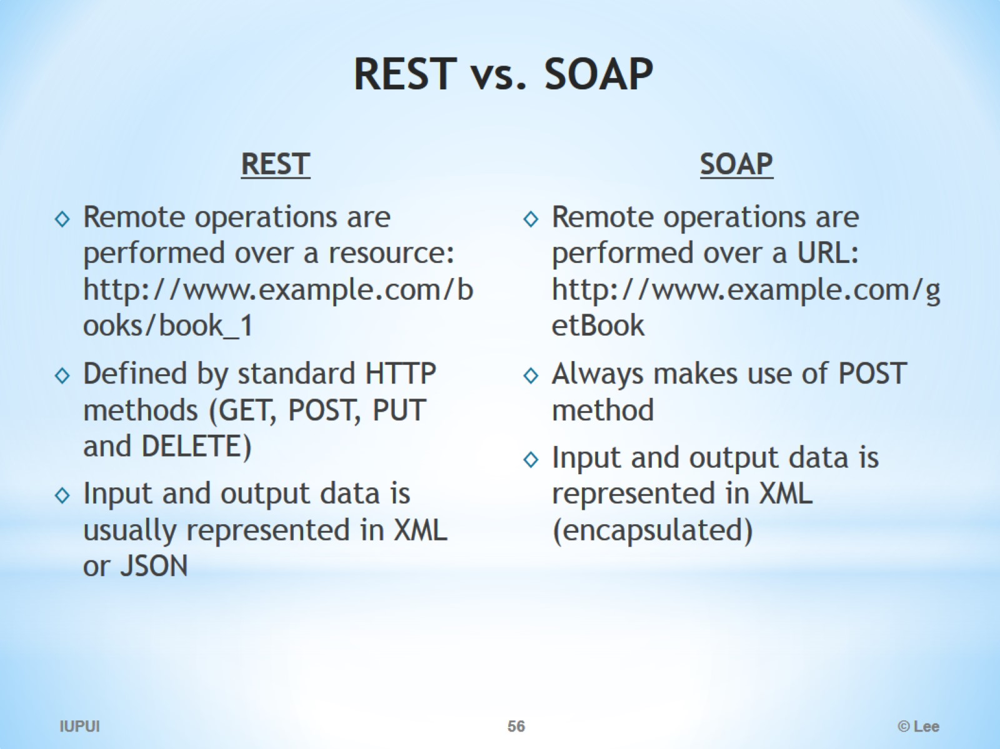 REST vs. SOAP
REST
◇ Remote operations are
performed over a resource:
http://www.example.com/b
ooks/book_1
◇ Defined by standard HTTP
methods (GET, POST, PUT
and DELETE)
◇ Input and output data is
usually represented in XML
or JSON
SOAP
◇ Remote operations are
performed over a URL:
http://www.example.com/g
etBook
◇ Always makes use of POST
method
◇ Input and output data is
represented in XML
(encapsulated)
IUPUI
56
© Lee